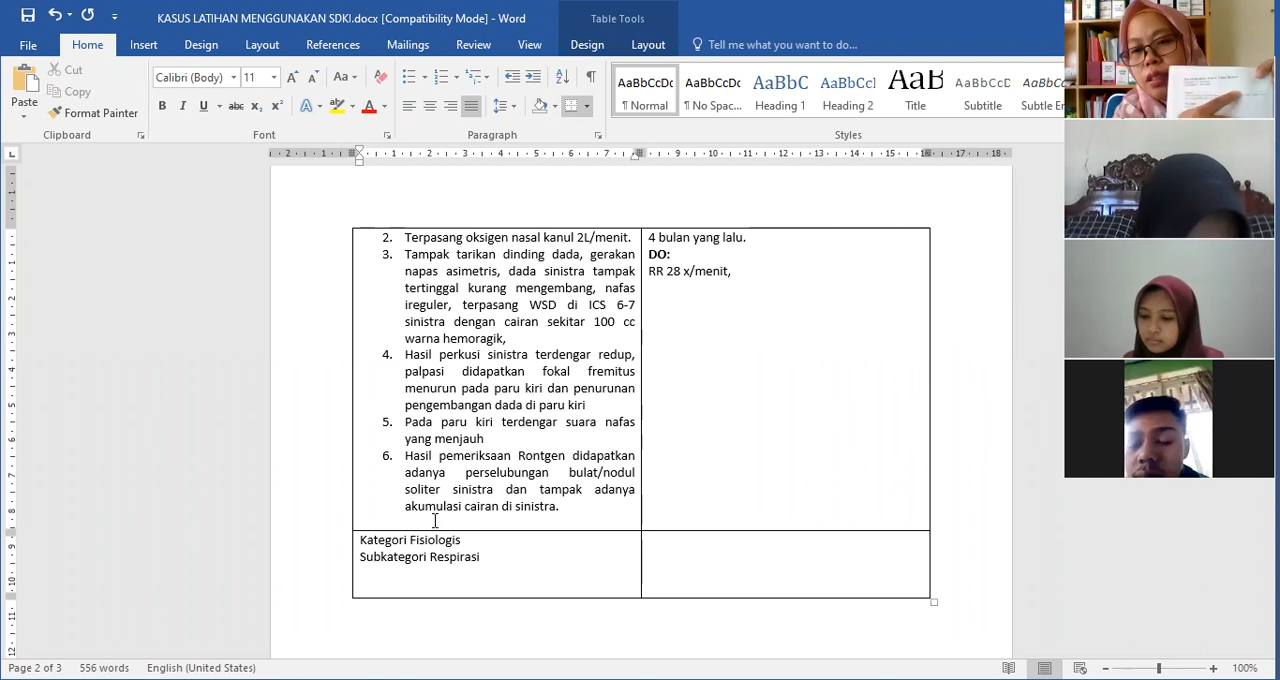 KASUS LATIHAN MENGGUNAKAN SDKI.docx [Compatibility Mode] - Word
Table Tools
File Home Insert Design Layout References Mailings Review View Design Layout Tell me what you want to do...
Cut
Copy
Paste
Format Painter
Clipboard
Calibri (Body) 11
Font
Paragraph
AaBbCcDc AaBbCcDc AaBbC AaBbCcI AaB AaBbCcD AaBbCcDc
¶ Normal ¶ No Spac... Heading 1 Heading 2 Title Subtitle Subtle Em
Styles
2. Terpasang oksigen nasal kanul 2L/menit.
3. Tampak tarikan dinding dada, gerakan
napas asimetris, dada sinistra tampak
tertinggal kurang mengembang, nafas
ireguler, terpasang WSD di ICS 6-7
sinistra dengan cairan sekitar 100 cc
warna hemoragik,
4. Hasil perkusi sinistra terdengar redup,
palpasi didapatkan fokal fremitus
menurun pada paru kiri dan penurunan
pengembangan dada di paru kiri
5. Pada paru kiri terdengar suara nafas
yang menjauh
6. Hasil pemeriksaan Rontgen didapatkan
adanya perselubungan bulat/nodul
soliter sinistra dan tampak adanya
akumulasi cairan di sinistra.
4 bulan yang lalu.
DO:
RR 28 x/menit,
Kategori Fisiologis
Subkategori Respirasi
Page 2 of 3 556 words English (United States) 100%